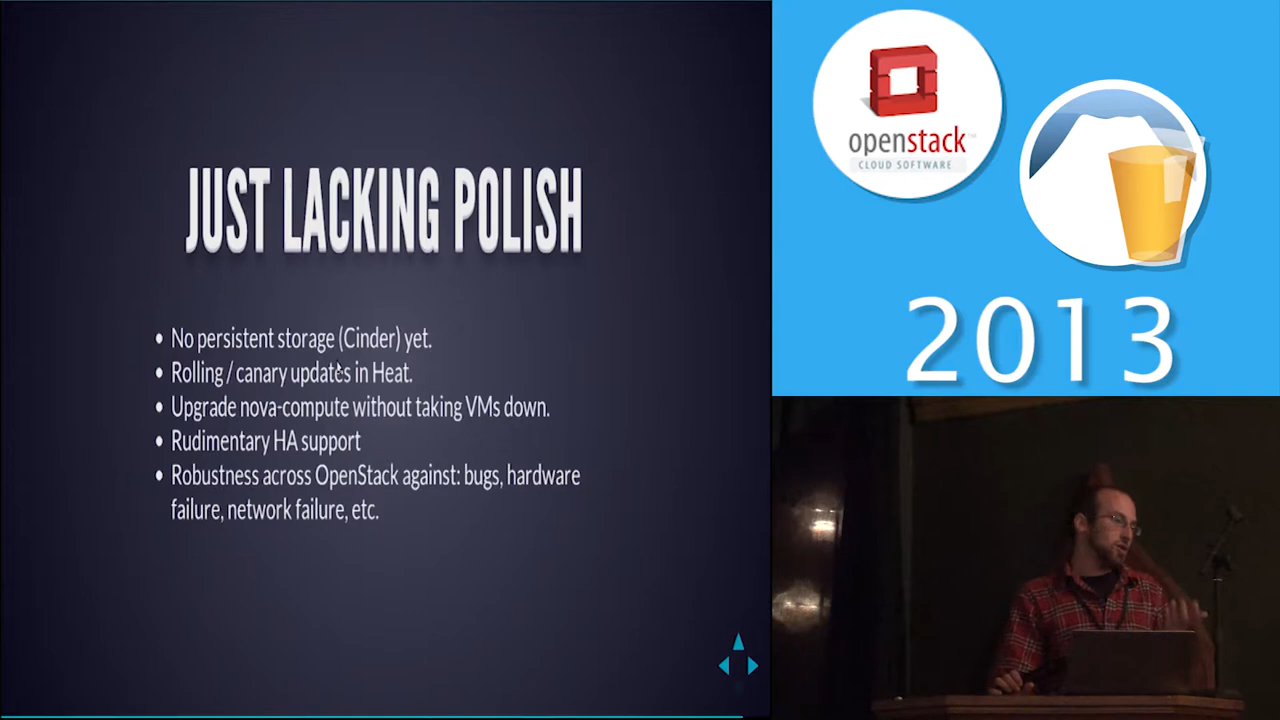 JUST LACKING POLISH
No persistent storage (Cinder) yet.
Rolling / canary updates in Heat.
Upgrade nova-compute without taking VMs down.
Rudimentary HA support
Robustness across OpenStack against: bugs, hardware
failure, network failure, etc.
openstack™
CLOUD SOFTWARE
2013